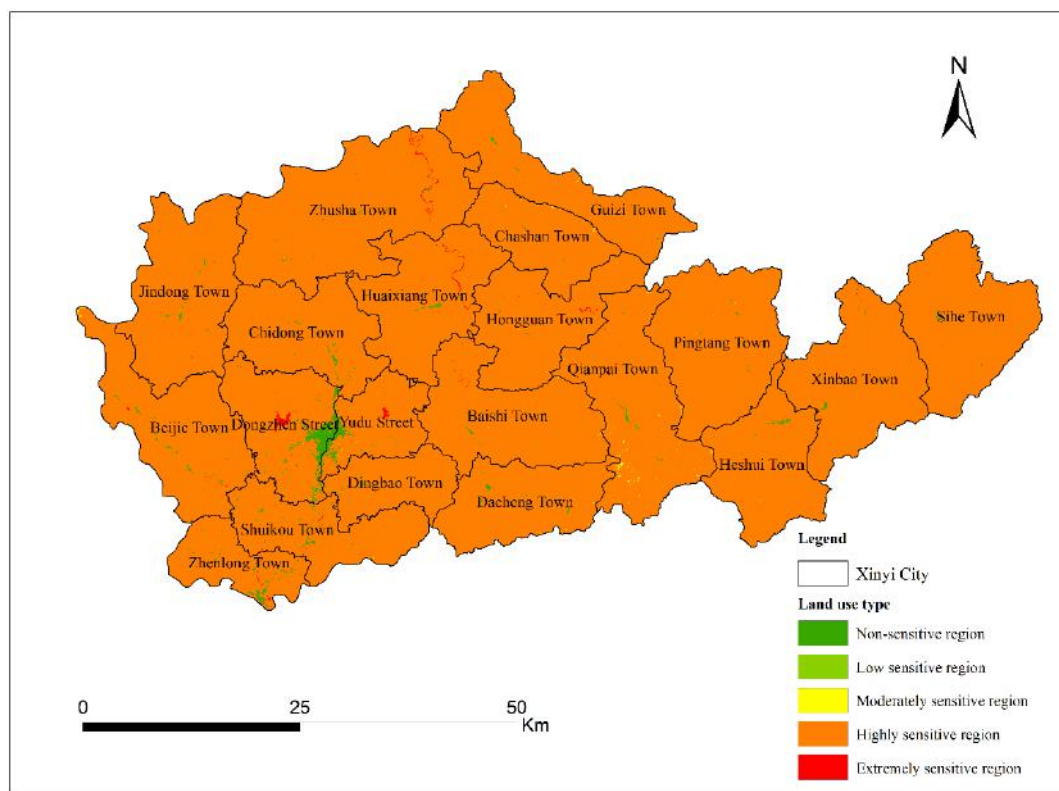 N
Zhusha Town
Guizi Town
Chashan Town
Jindong Town
Huaixiang Town
Hongguan Town
Sihe Town
Chidong Town
Pingtang Town
Qianpai Town
Xinbao Town
Beijie Town
Dongzhen Street
Yudu Street
Baishi Town
Heshui Town
Dingbao Town
Dacheng Town
Shuikou Town
Zhenlong Town
Legend
Xinyi City
Land use type
Non-sensitive region
Low sensitive region
Moderately sensitive region
Highly sensitive region
Extremely sensitive region
0 25 50
Km